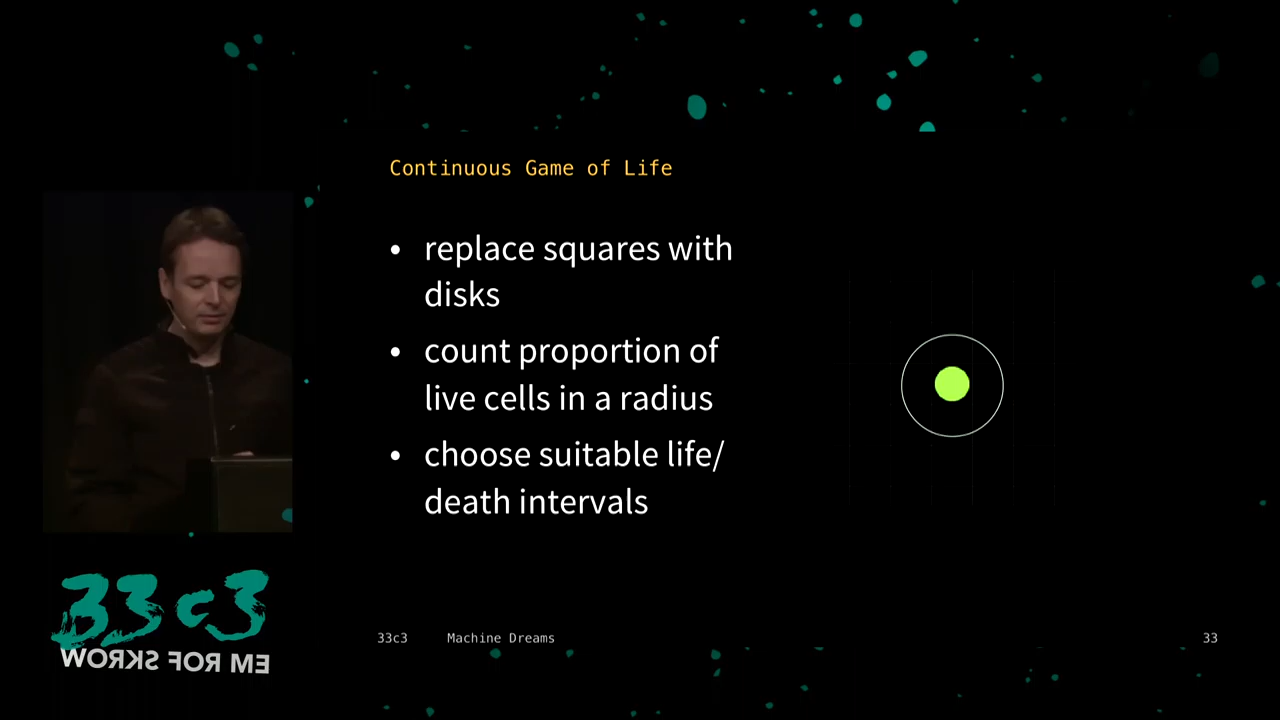 Continuous Game of Life
• replace squares with
disks
• count proportion of
live cells in a radius
• choose suitable life/
death intervals
33c3
WORKS FOR ME
33c3 Machine Dreams 33